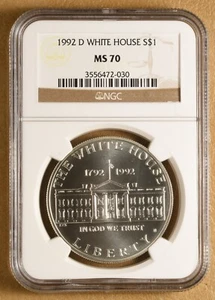 1992 D WHITE HOUSE S$1
MS 70
3556472-030
NGC
THE WHITE HOUSE
1792 1992
IN GOD WE TRUST
LIBERTY